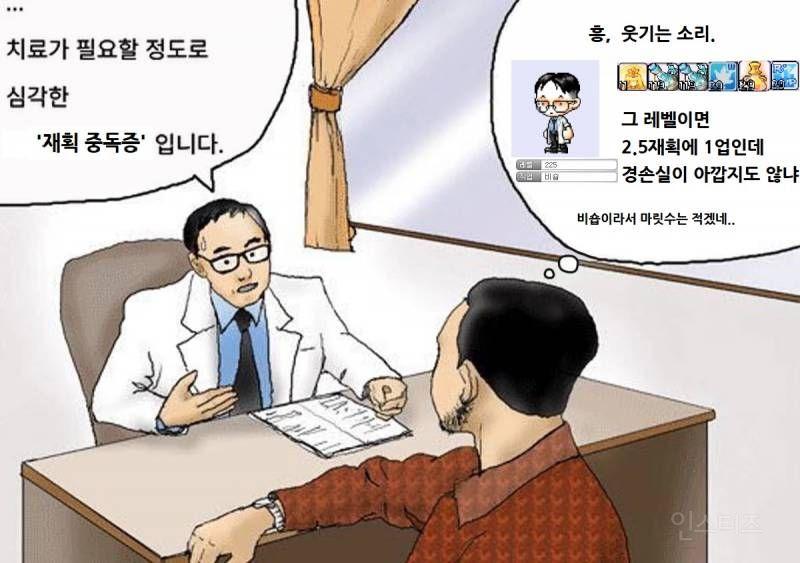 ...
치료가 필요할 정도로
심각한
'재획 중독증' 입니다.
흥, 웃기는 소리.
레벨 225
직업 비숍
그 레벨이면
2.5재획에 1업인데
경손실이 아깝지도 않냐
비숍이라서 마릿수는 적겠네..
인스티즈